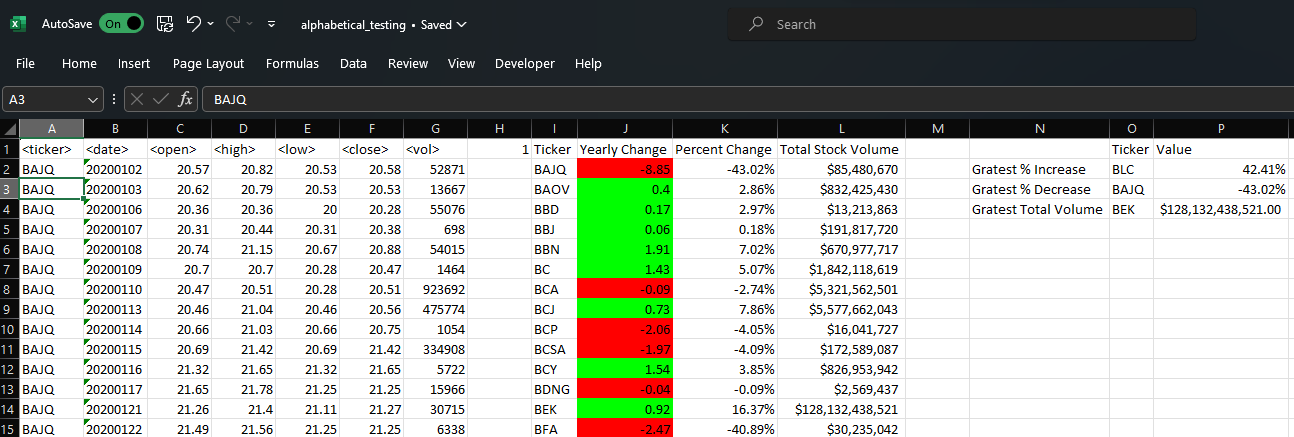 AutoSave On alphabetical_testing • Saved Search
File Home Insert Page Layout Formulas Data Review View Developer Help
A3 fx BAJQ
A B C D E F G H I J K L M N O P
1 <ticker> <date> <open> <high> <low> <close> <vol> 1 Ticker Yearly Change Percent Change Total Stock Volume Ticker Value
2 BAJQ 20200102 20.57 20.82 20.53 20.58 52871 BAJQ -8.85 -43.02% $85,480,670 Gratest % Increase BLC 42.41%
3 BAJQ 20200103 20.62 20.79 20.53 20.53 13667 BAOV 0.4 2.86% $832,425,430 Gratest % Decrease BAJQ -43.02%
4 BAJQ 20200106 20.36 20.36 20 20.28 55076 BBD 0.17 2.97% $13,213,863 Gratest Total Volume BEK $128,132,438,521.00
5 BAJQ 20200107 20.31 20.44 20.31 20.38 698 BBJ 0.06 0.18% $191,817,720
6 BAJQ 20200108 20.74 21.15 20.67 20.88 54015 BBN 1.91 7.02% $670,977,717
7 BAJQ 20200109 20.7 20.7 20.28 20.47 1464 BC 1.43 5.07% $1,842,118,619
8 BAJQ 20200110 20.47 20.51 20.28 20.51 923692 BCA -0.09 -2.74% $5,321,562,501
9 BAJQ 20200113 20.46 21.04 20.46 20.56 475774 BCJ 0.73 7.86% $5,577,662,043
10 BAJQ 20200114 20.66 21.03 20.66 20.75 1054 BCP -2.06 -4.05% $16,041,727
11 BAJQ 20200115 20.69 21.42 20.69 21.42 334908 BCSA -1.97 -4.09% $172,589,087
12 BAJQ 20200116 21.32 21.65 21.32 21.65 5722 BCY 1.54 3.85% $826,953,942
13 BAJQ 20200117 21.65 21.78 21.25 21.25 15966 BDNG -0.04 -0.09% $2,569,437
14 BAJQ 20200121 21.26 21.4 21.11 21.27 30715 BEK 0.92 16.37% $128,132,438,521
15 BAJQ 20200122 21.49 21.56 21.25 21.25 6338 BFA -2.47 -40.89% $30,235,042